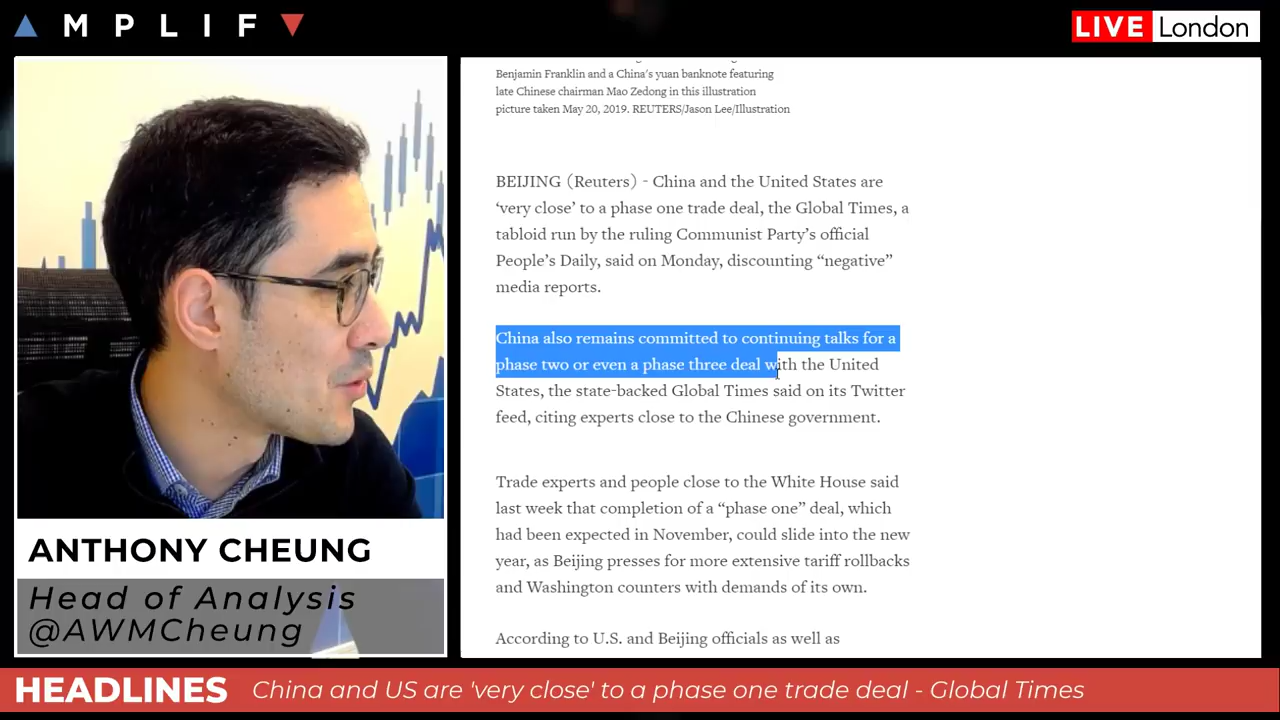 AMPLIFY
LIVE London
Benjamin Franklin and a China's yuan banknote featuring
late Chinese chairman Mao Zedong in this illustration
picture taken May 20, 2019. REUTERS/Jason Lee/Illustration
BEIJING (Reuters) - China and the United States are
‘very close’ to a phase one trade deal, the Global Times, a
tabloid run by the ruling Communist Party’s official
People’s Daily, said on Monday, discounting “negative”
media reports.
China also remains committed to continuing talks for a
phase two or even a phase three deal with the United
States, the state-backed Global Times said on its Twitter
feed, citing experts close to the Chinese government.
Trade experts and people close to the White House said
last week that completion of a “phase one” deal, which
had been expected in November, could slide into the new
year, as Beijing presses for more extensive tariff rollbacks
and Washington counters with demands of its own.
According to U.S. and Beijing officials as well as
ANTHONY CHEUNG
Head of Analysis
@AWMCheung
HEADLINES China and US are 'very close' to a phase one trade deal - Global Times